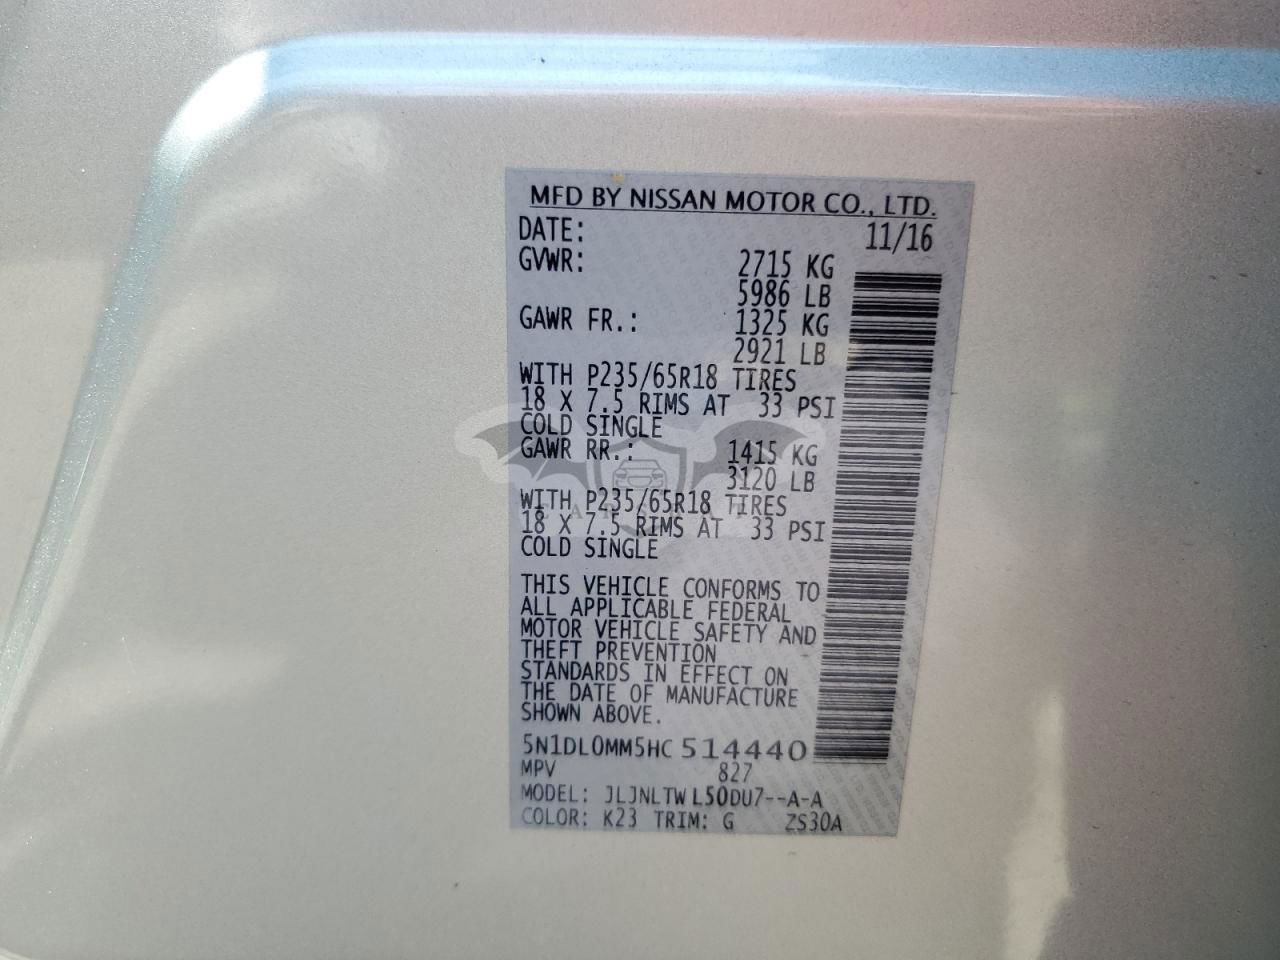 MFD BY NISSAN MOTOR CO., LTD.
DATE: 11/16
GVWR: 2715 KG
5986 LB
GAWR FR.: 1325 KG
2921 LB
WITH P235/65R18 TIRES
18 X 7.5 RIMS AT 33 PSI
COLD SINGLE
GAWR RR.: 1415 KG
3120 LB
WITH P235/65R18 TIRES
18 X 7.5 RIMS AT 33 PSI
COLD SINGLE
THIS VEHICLE CONFORMS TO
ALL APPLICABLE FEDERAL
MOTOR VEHICLE SAFETY AND
THEFT PREVENTION
STANDARDS IN EFFECT ON
THE DATE OF MANUFACTURE
SHOWN ABOVE.
5N1DL0MM5HC514440
MPV 827
MODEL: JLJNLTWL50DU7--A-A
COLOR: K23 TRIM: G ZS30A